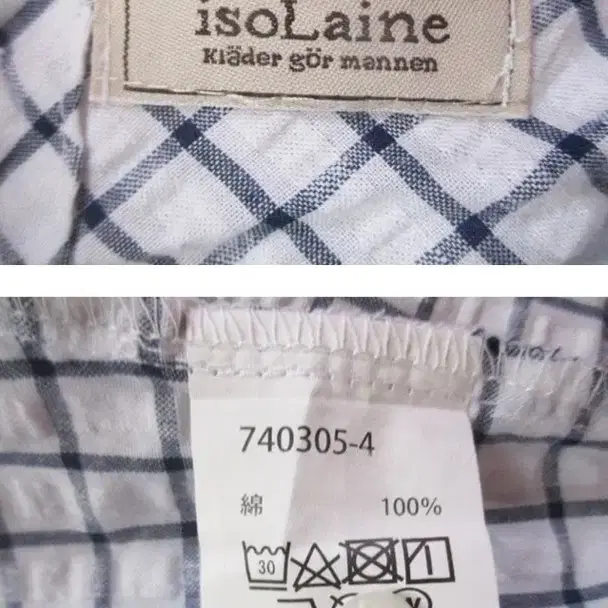 isoLaine
Kläder gör mannen
740305-4
綿 100%
30